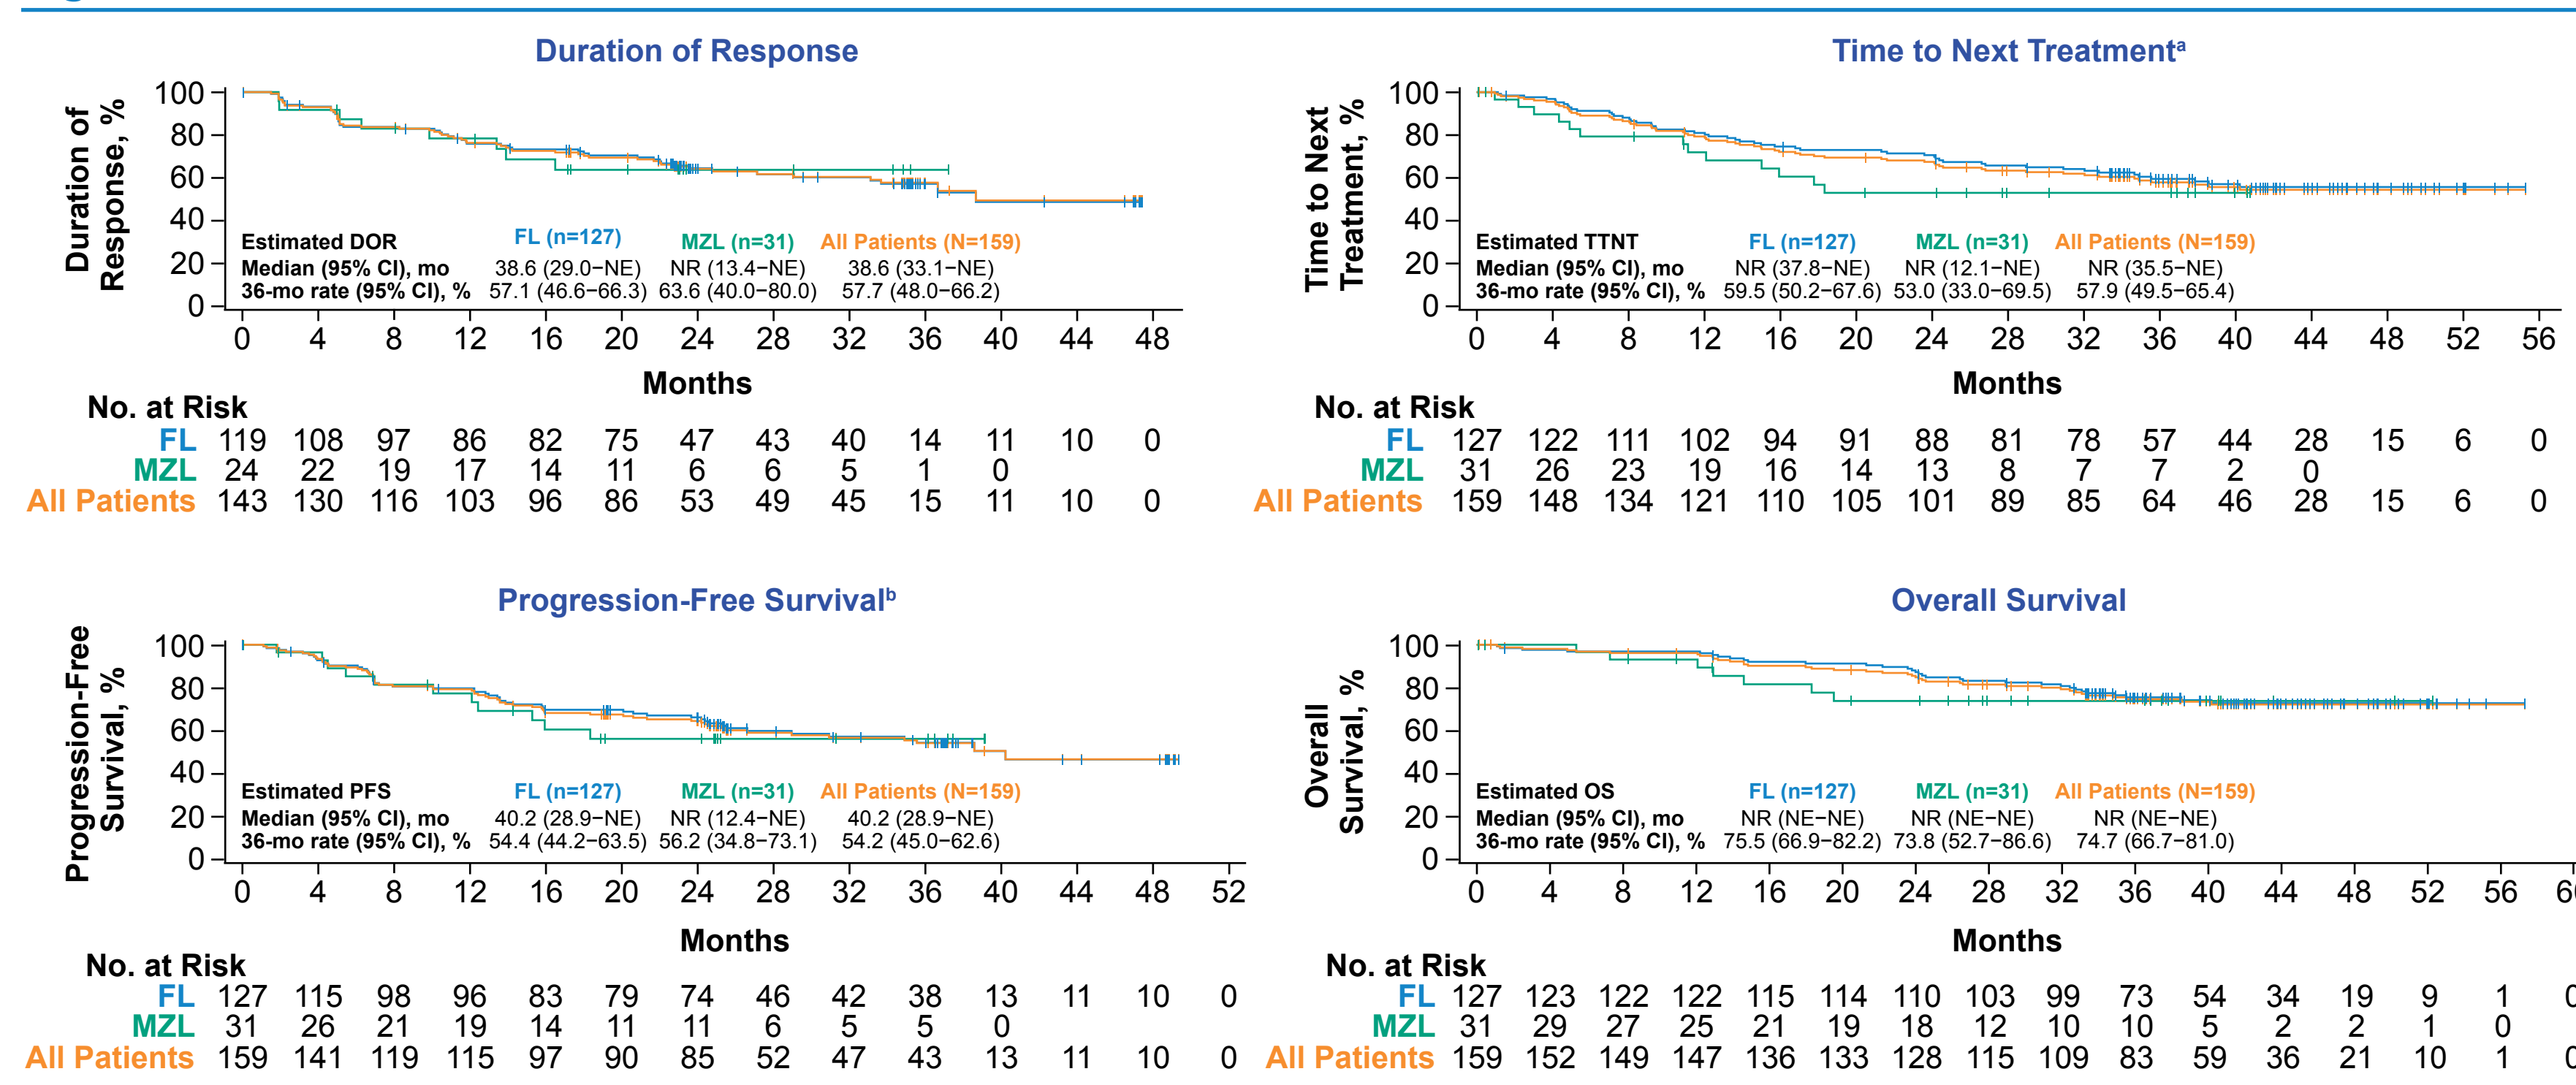 Duration of Response
Duration of
Response, %
100
80
60
40
20
0
Estimated DOR FL (n=127) MZL (n=31) All Patients (N=159)
Median (95% CI), mo 38.6 (29.0–NE) NR (13.4–NE) 38.6 (33.1–NE)
36-mo rate (95% CI), % 57.1 (46.6–66.3) 63.6 (40.0–80.0) 57.7 (48.0–66.2)
0 4 8 12 16 20 24 28 32 36 40 44 48
Months
No. at Risk
FL 119 108 97 86 82 75 47 43 40 14 11 10 0
MZL 24 22 19 17 14 11 6 6 5 1 0
All Patients 143 130 116 103 96 86 53 49 45 15 11 10 0
Time to Next Treatmentᵃ
Time to Next
Treatment, %
100
80
60
40
20
0
Estimated TTNT FL (n=127) MZL (n=31) All Patients (N=159)
Median (95% CI), mo NR (37.8–NE) NR (12.1–NE) NR (35.5–NE)
36-mo rate (95% CI), % 59.5 (50.2–67.6) 53.0 (33.0–69.5) 57.9 (49.5–65.4)
0 4 8 12 16 20 24 28 32 36 40 44 48 52 56
Months
No. at Risk
FL 127 122 111 102 94 91 88 81 78 57 44 28 15 6 0
MZL 31 26 23 19 16 14 13 8 7 7 2 0
All Patients 159 148 134 121 110 105 101 89 85 64 46 28 15 6 0
Progression-Free Survivalᵇ
Progression-Free
Survival, %
100
80
60
40
20
0
Estimated PFS FL (n=127) MZL (n=31) All Patients (N=159)
Median (95% CI), mo 40.2 (28.9–NE) NR (12.4–NE) 40.2 (28.9–NE)
36-mo rate (95% CI), % 54.4 (44.2–63.5) 56.2 (34.8–73.1) 54.2 (45.0–62.6)
0 4 8 12 16 20 24 28 32 36 40 44 48 52
Months
No. at Risk
FL 127 115 98 96 83 79 74 46 42 38 13 11 10 0
MZL 31 26 21 19 14 11 11 6 5 5 0
All Patients 159 141 119 115 97 90 85 52 47 43 13 11 10 0
Overall Survival
Overall
Survival, %
100
80
60
40
20
0
Estimated OS FL (n=127) MZL (n=31) All Patients (N=159)
Median (95% CI), mo NR (NE–NE) NR (NE–NE) NR (NE–NE)
36-mo rate (95% CI), % 75.5 (66.9–82.2) 73.8 (52.7–86.6) 74.7 (66.7–81.0)
0 4 8 12 16 20 24 28 32 36 40 44 48 52 56
Months
No. at Risk
FL 127 123 122 122 115 114 110 103 99 73 54 34 19 9 1
MZL 31 29 27 25 21 19 18 12 10 10 5 2 2 1 0
All Patients 159 152 149 147 136 133 128 115 109 83 59 36 21 10 1